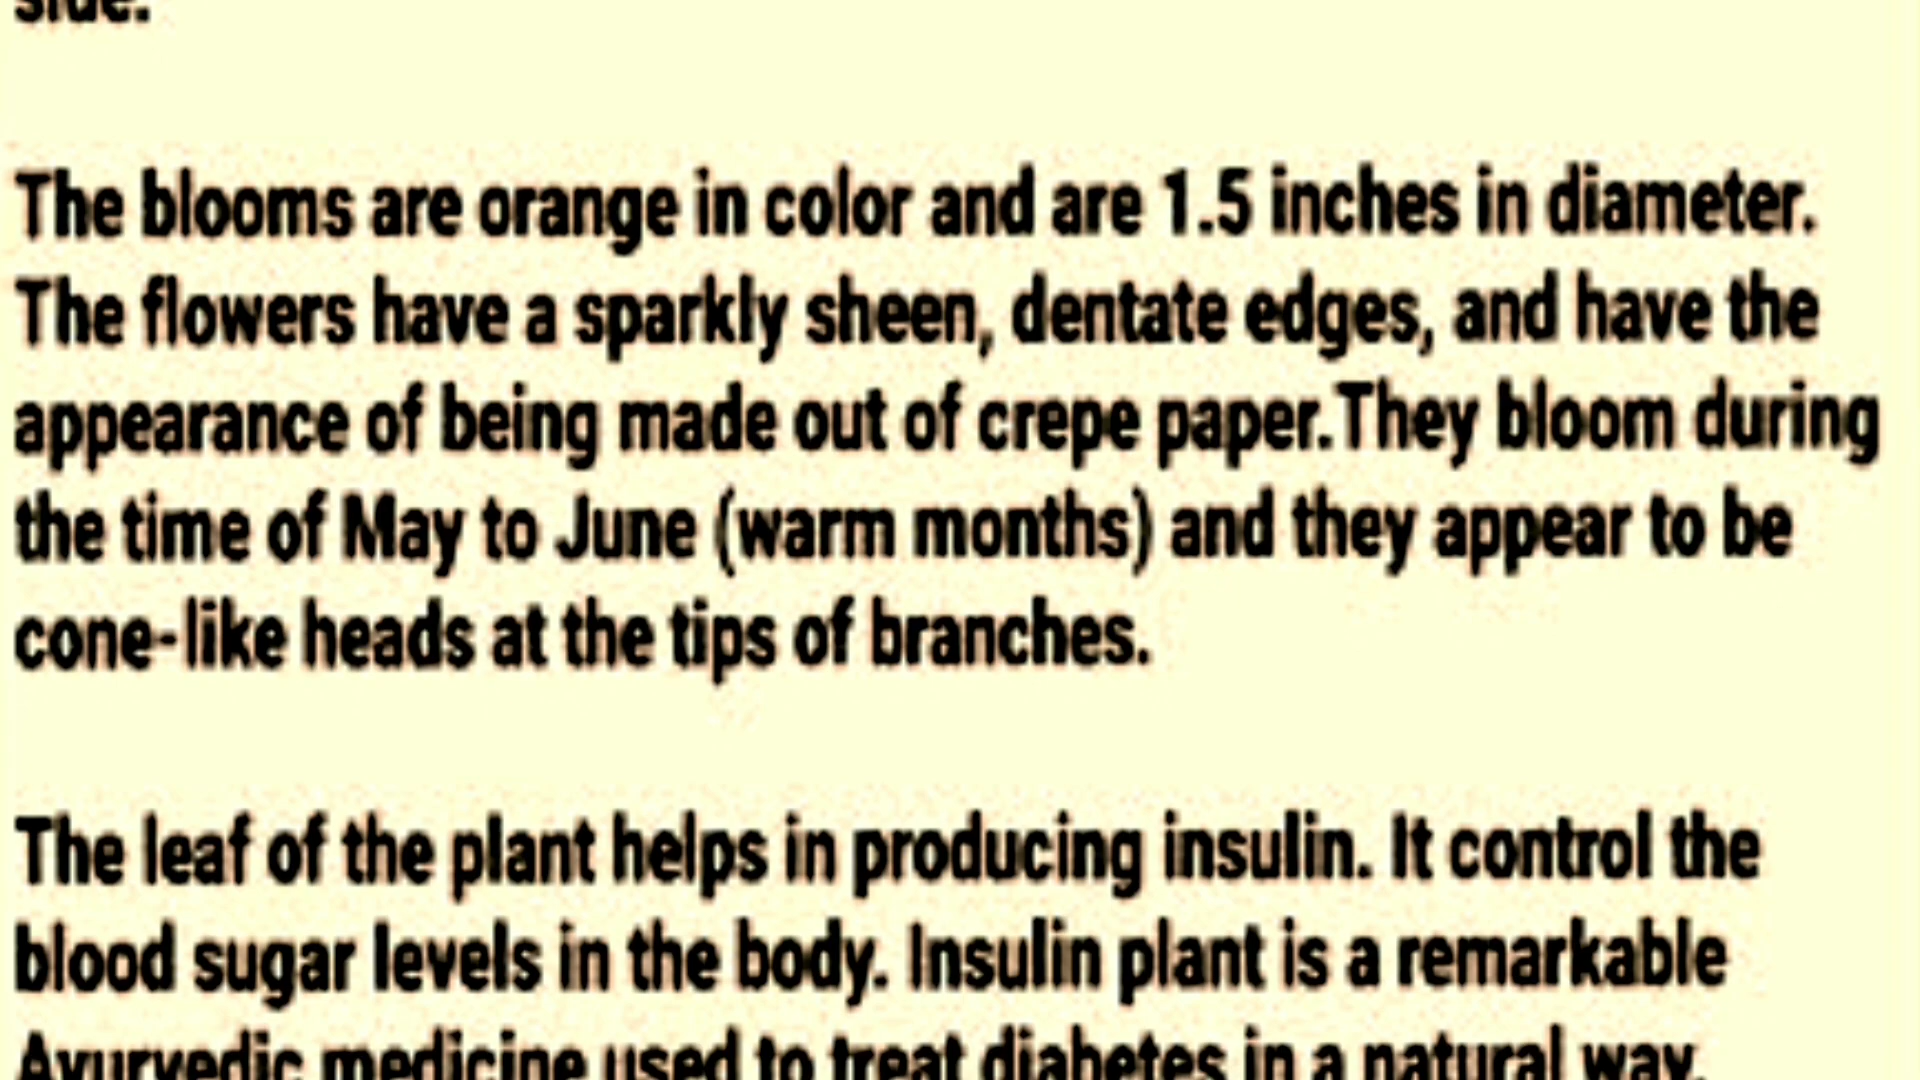 side.
The blooms are orange in color and are 1.5 inches in diameter.
The flowers have a sparkly sheen, dentate edges, and have the
appearance of being made out of crepe paper.They bloom during
the time of May to June (warm months) and they appear to be
cone-like heads at the tips of branches.
The leaf of the plant helps in producing insulin. It control the
blood sugar levels in the body. Insulin plant is a remarkable
Ayurvedic medicine used to treat diabetes in a natural way.